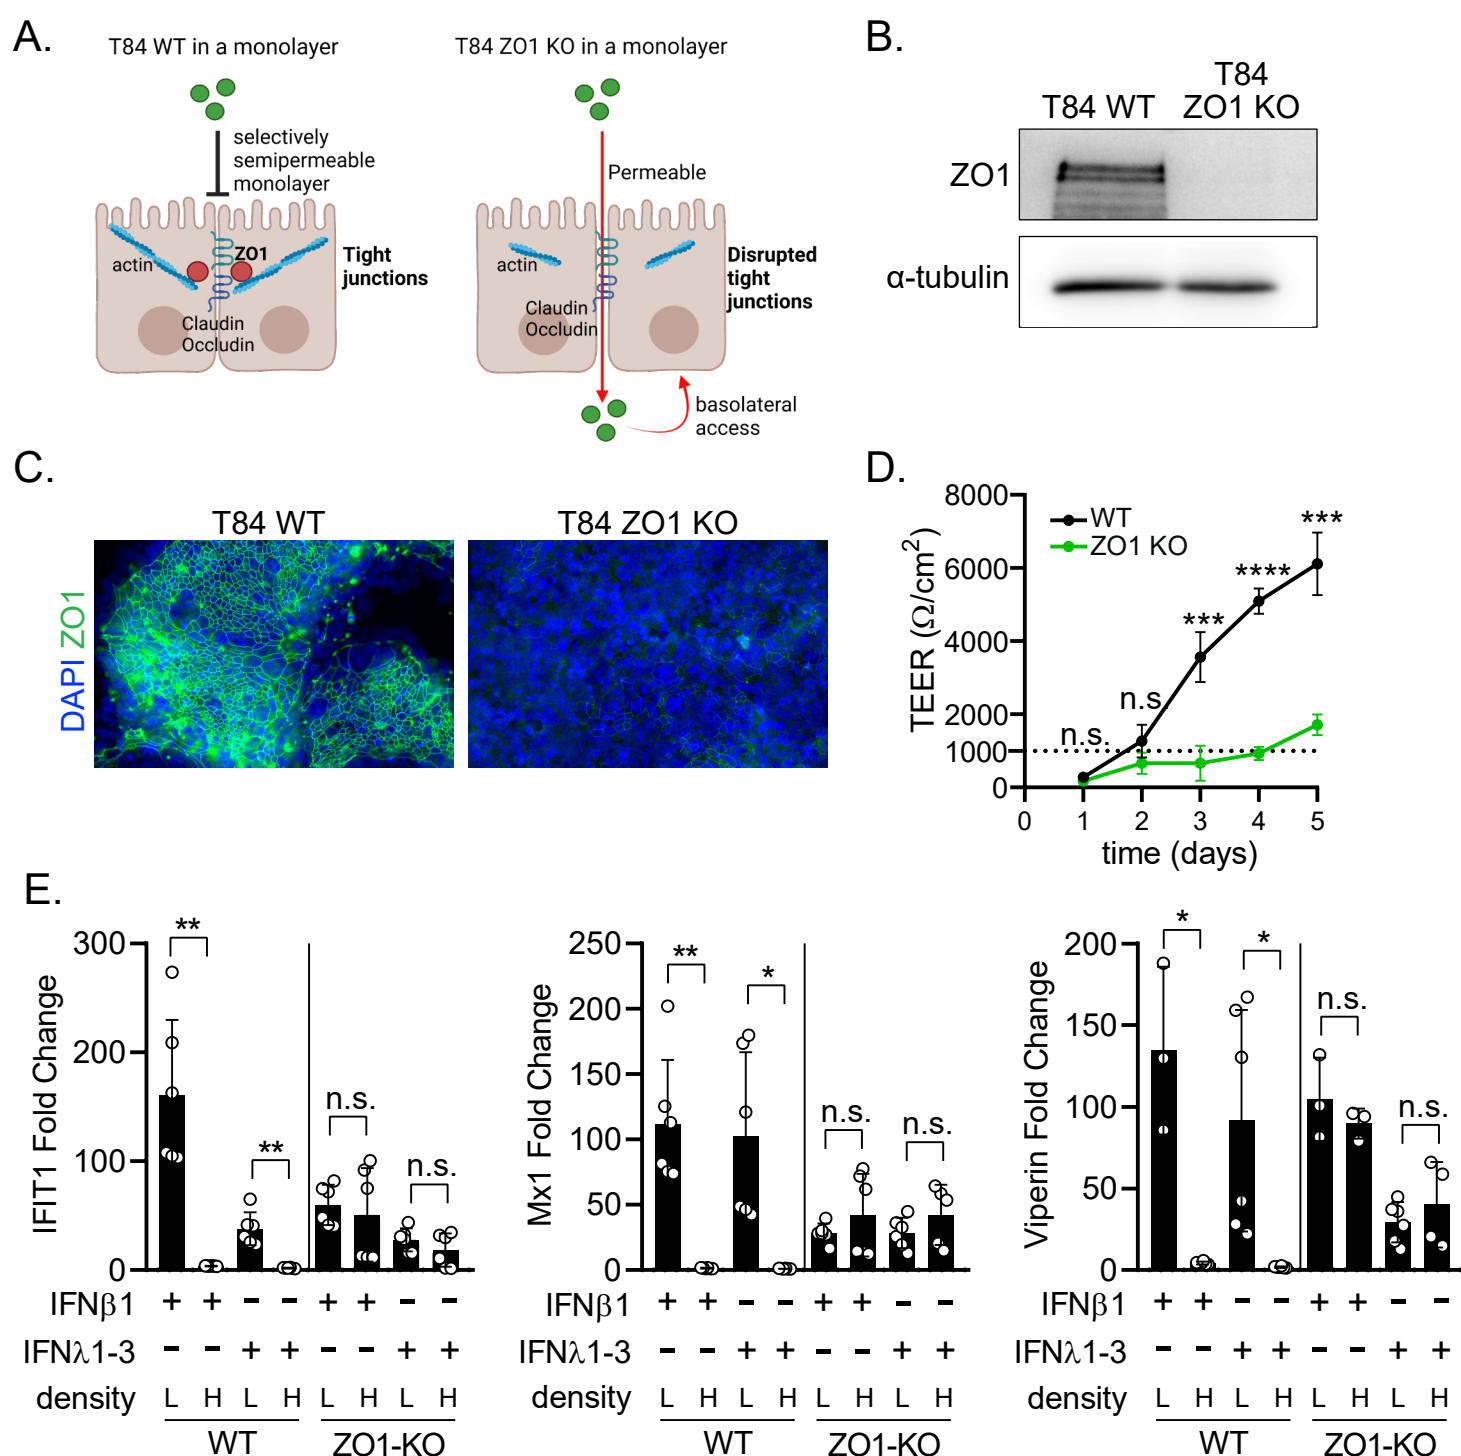 A.
T84 WT in a monolayer
T84 ZO1 KO in a monolayer
selectively
semipermeable
monolayer
Permeable
actin
ZO1
Tight
junctions
Claudin
Occludin
actin
Claudin
Occludin
Disrupted
tight
junctions
basolateral
access
B.
T84 WT
T84
ZO1 KO
ZO1
α-tubulin
C.
T84 WT
T84 ZO1 KO
DAPI ZO1
D.
TEER (Ω/cm²)
8000
6000
4000
2000
1000
0
WT
ZO1 KO
n.s.
n.s.
***
****
***
0 1 2 3 4 5
time (days)
E.
IFIT1 Fold Change
300
200
100
0
**
**
n.s.
n.s.
IFNβ1 + + - - + + - -
IFNλ1-3 - - + + - - + +
density L H L H L H L H
WT ZO1-KO
Mx1 Fold Change
250
200
150
100
50
0
**
*
n.s.
n.s.
IFNβ1 + + - - + + - -
IFNλ1-3 - - + + - - + +
density L H L H L H L H
WT ZO1-KO
Viperin Fold Change
200
150
100
50
0
*
*
n.s.
n.s.
IFNβ1 + + - - + + - -
IFNλ1-3 - - + + - - + +
density L H L H L H L H
WT ZO1-KO